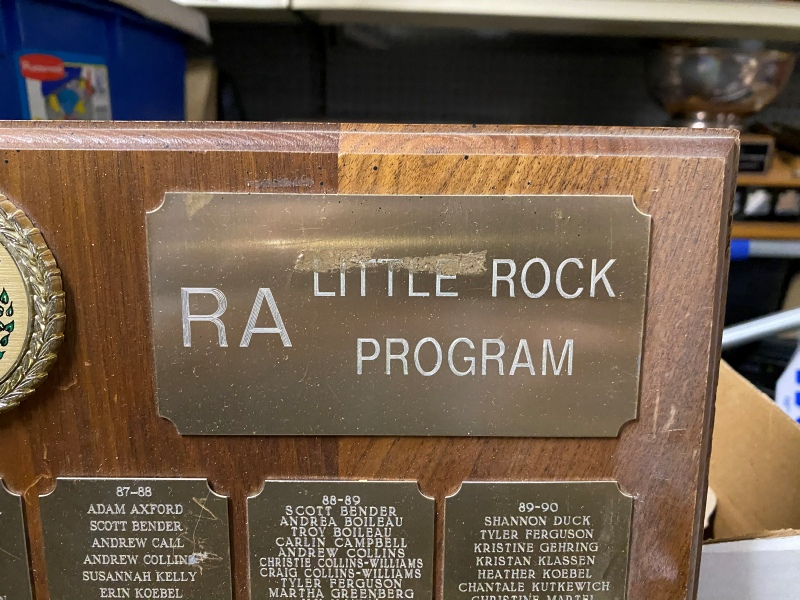 RA
LITTLE ROCK
PROGRAM
87-88
ADAM AXFORD
SCOTT BENDER
ANDREW CALL
ANDREW COLLINS
SUSANNAH KELLY
ERIN KOEBEL
88-89
SCOTT BENDER
ANDREA BOILEAU
TROY BOILEAU
CARLIN CAMPBELL
ANDREW COLLINS
CHRISTIE COLLINS-WILLIAMS
CRAIG COLLINS-WILLIAMS
TYLER FERGUSON
MARTHA GREENBERG
89-90
SHANNON DUCK
TYLER FERGUSON
KRISTINE GEHRING
KRISTAN KLASSEN
HEATHER KOEBEL
CHANTALE KUTKEWICH
CHRISTINE